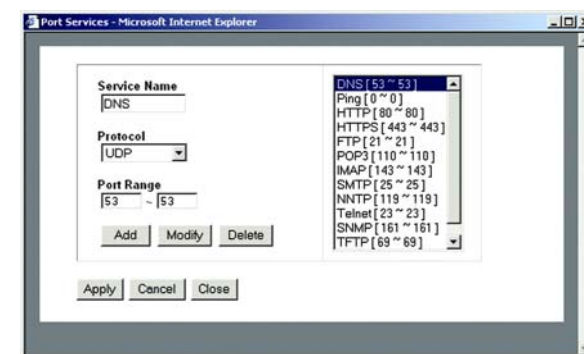 Port Services - Microsoft Internet Explorer
Service Name
DNS
Protocol
UDP
Port Range
53 ~ 53
Add Modify Delete
DNS [ 53 ~ 53 ]
Ping [ 0 ~ 0 ]
HTTP [ 80 ~ 80 ]
HTTPS [ 443 ~ 443 ]
FTP [ 21 ~ 21 ]
POP3 [ 110 ~ 110 ]
IMAP [ 143 ~ 143 ]
SMTP [ 25 ~ 25 ]
NNTP [ 119 ~ 119 ]
Telnet [ 23 ~ 23 ]
SNMP [ 161 ~ 161 ]
TFTP [ 69 ~ 69 ]
Apply Cancel Close